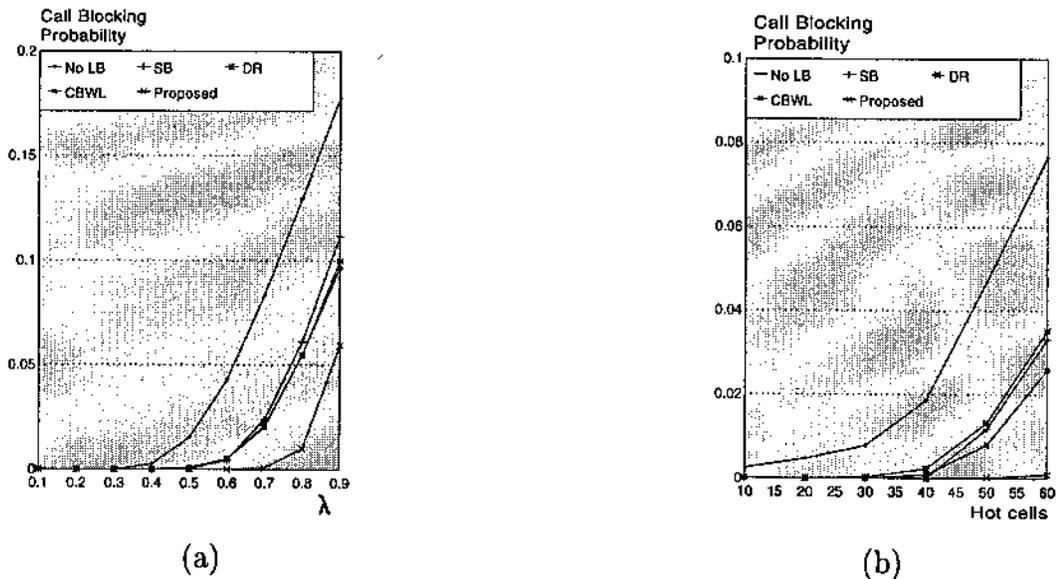 Call Blocking
Probability
0.2
No LB SB DR
CBWL Proposed
0.15
0.1
0.05
0
0.1 0.2 0.3 0.4 0.5 0.6 0.7 0.8 0.9
λ
(a)
Call Blocking
Probability
0.1
No LB SB DR
CBWL Proposed
0.08
0.06
0.04
0.02
0
10 15 20 25 30 35 40 45 50 55 60
Hot cells
(b)